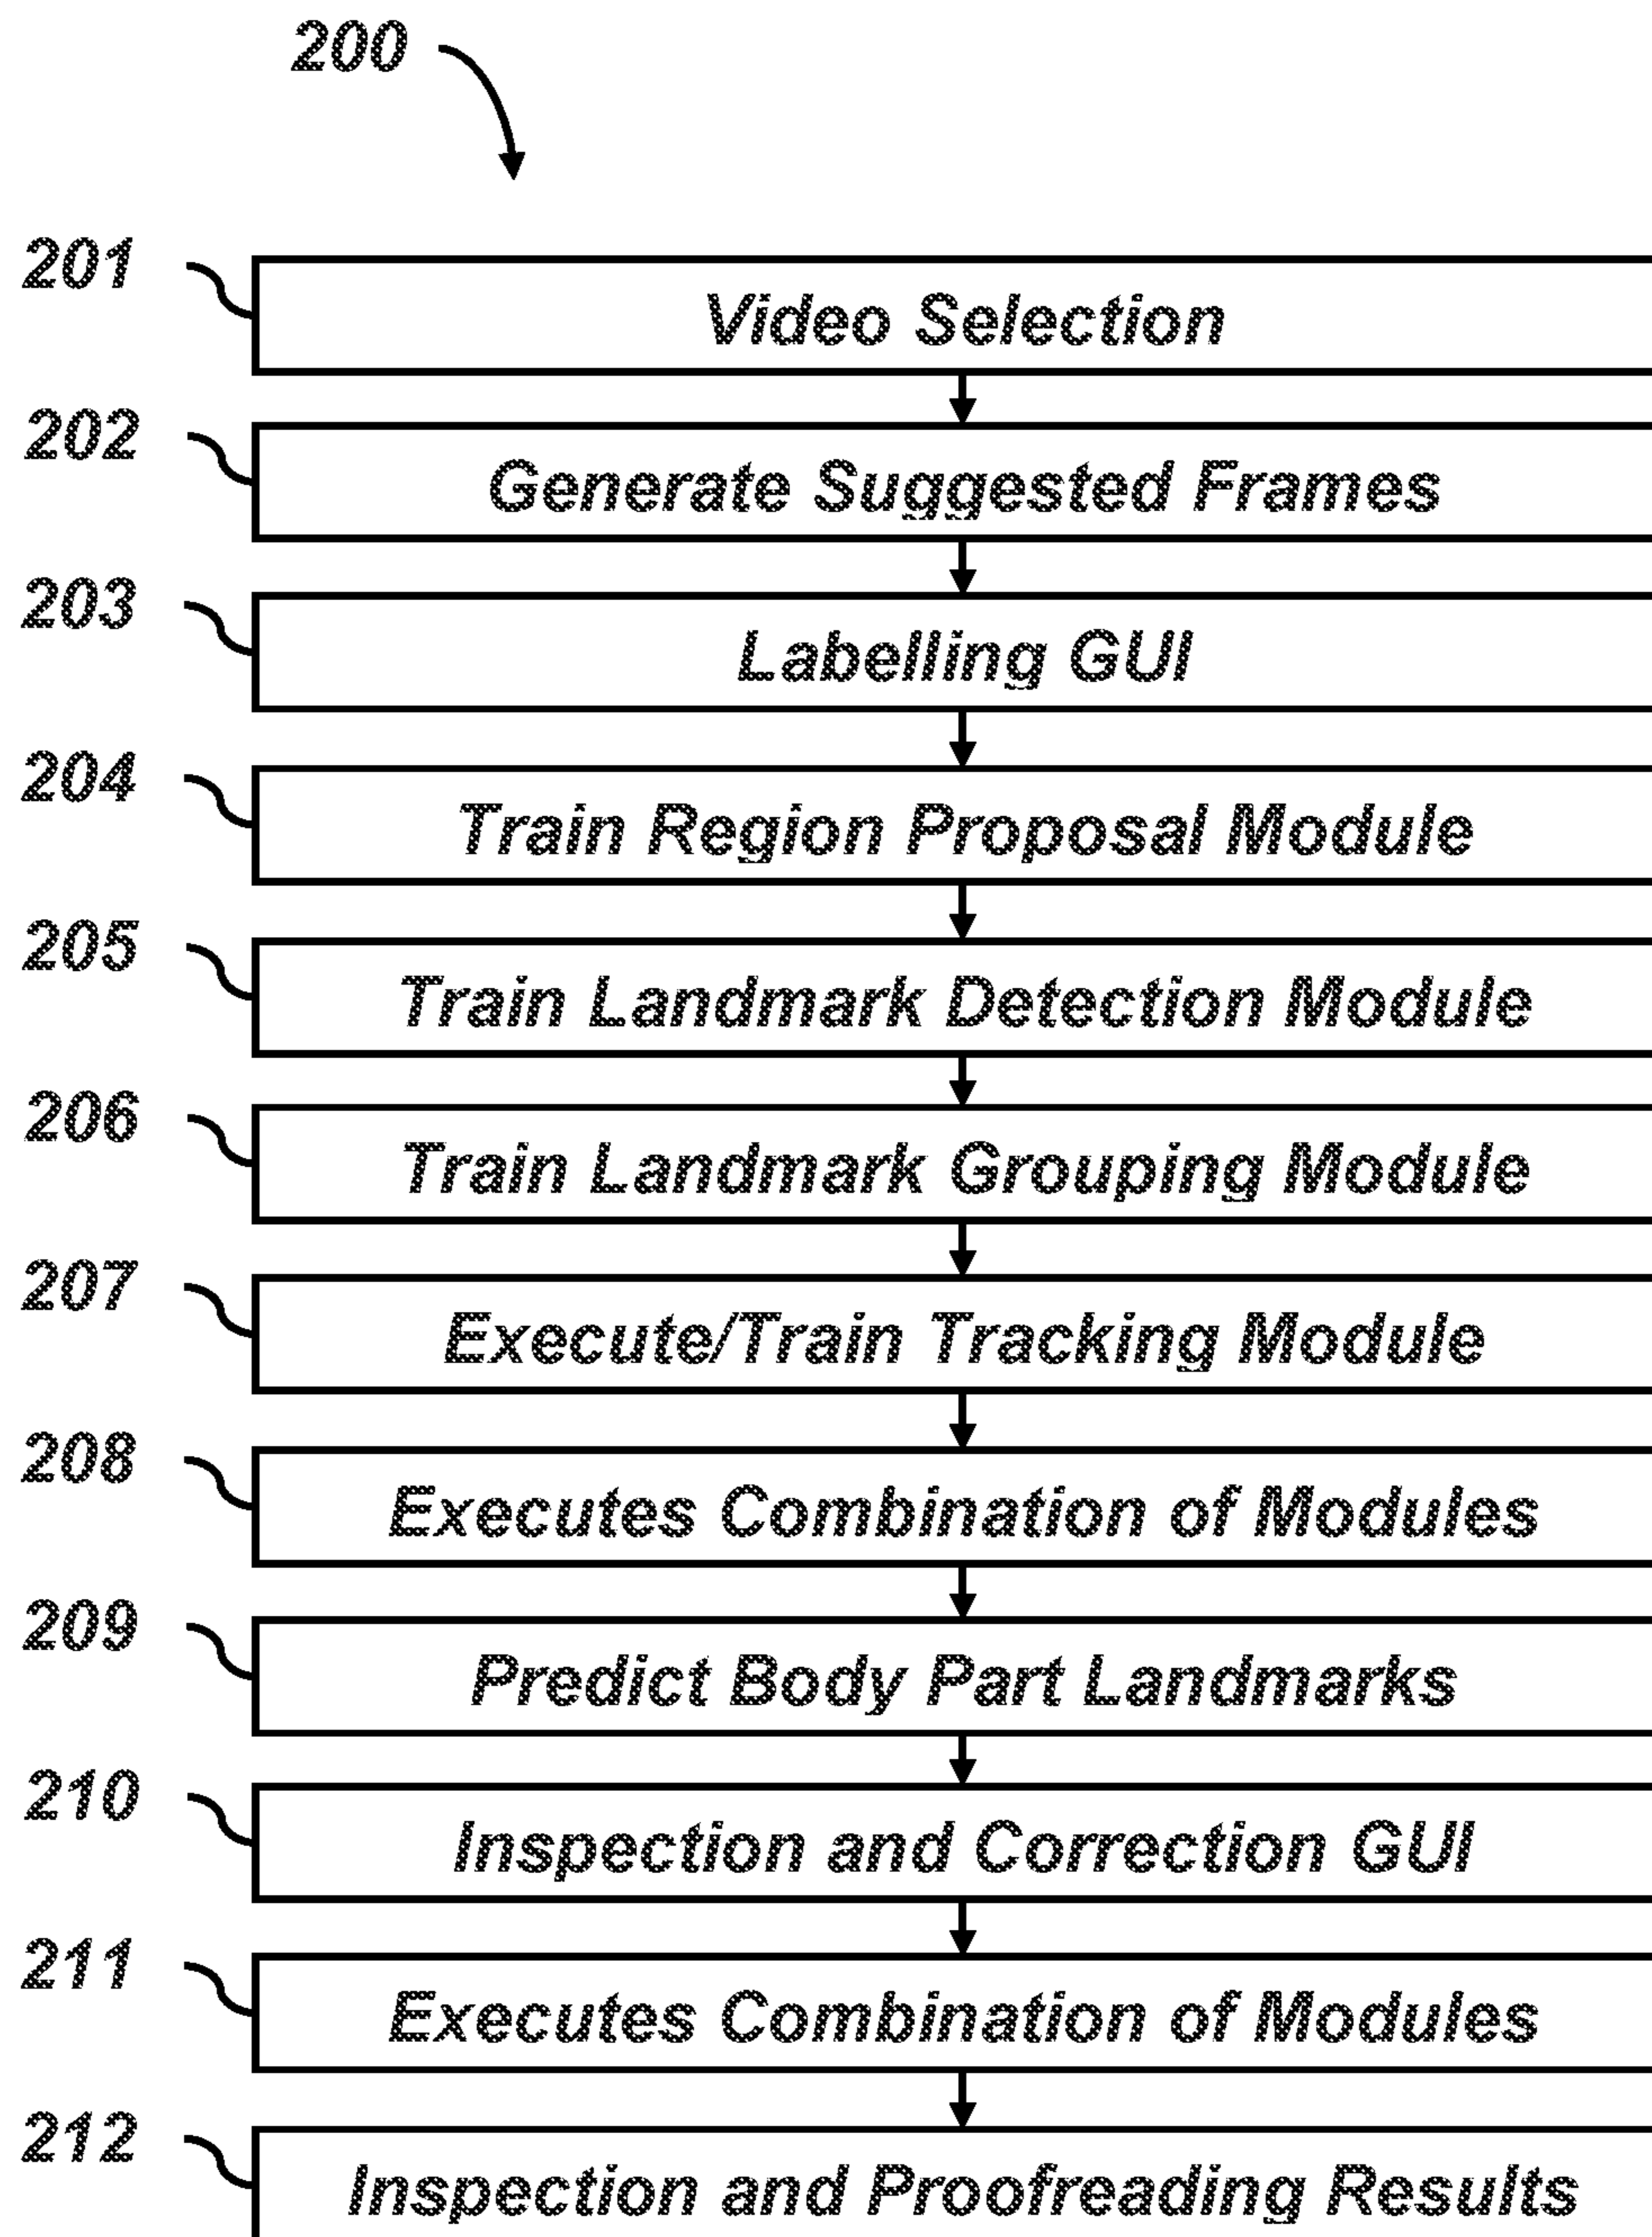 200
201
Video Selection
202
Generate Suggested Frames
203
Labelling GUI
204
Train Region Proposal Module
205
Train Landmark Detection Module
206
Train Landmark Grouping Module
207
Execute/Train Tracking Module
208
Executes Combination of Modules
209
Predict Body Part Landmarks
210
Inspection and Correction GUI
211
Executes Combination of Modules
212
Inspection and Proofreading Results